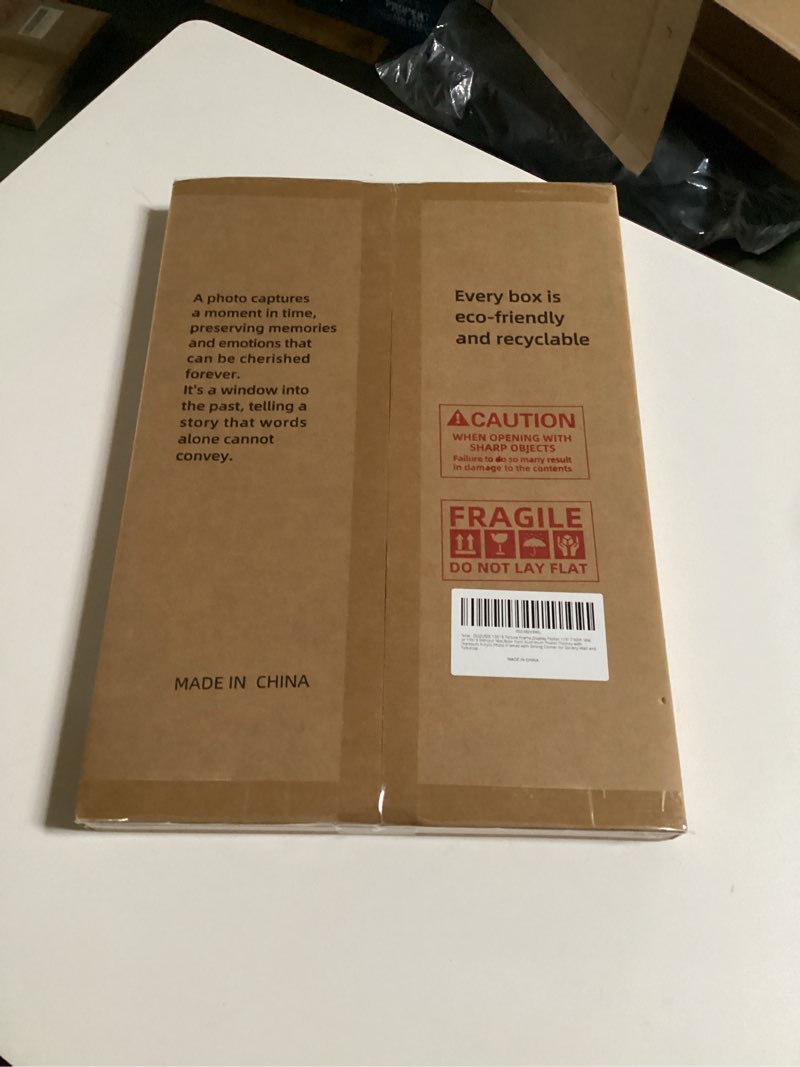 A photo captures
a moment in time,
preserving memories
and emotions that
can be cherished
forever.
It's a window into
the past, telling a
story that words
alone cannot
convey.
MADE IN CHINA
Every box is
eco-friendly
and recyclable
CAUTION
WHEN OPENING WITH
SHARP OBJECTS
Failure to do so many result
in damage to the contents
FRAGILE
DO NOT LAY FLAT
MADE IN CHINA